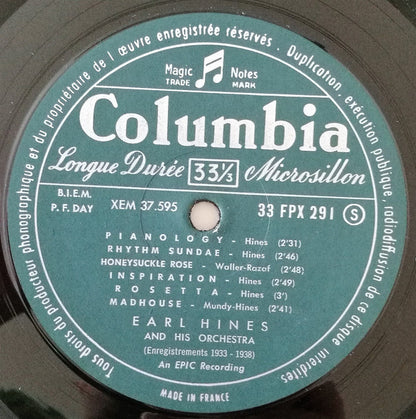 Tous droits du producteur phonographique et du propriétaire de l'œuvre enregistrée réservés. Duplication, exécution publique, radiodiffusion de ce disque interdites
Magic Notes
TRADE MARK
Columbia
Longue Durée 33⅓ Microsillon
B.I.E.M.
P. F. DAY
XEM 37.595
33 FPX 291 S
PIANOLOGY - Hines (2'31)
RHYTHM SUNDAE - Hines (2'46)
HONEYSUCKLE ROSE - Waller-Razaf (2'48)
INSPIRATION - Hines (2'49)
ROSETTA - Hines (3')
MADHOUSE - Mundy-Hines (2'41)
EARL HINES
AND HIS ORCHESTRA
(Enregistrements 1933 - 1938)
An EPIC Recording
MADE IN FRANCE